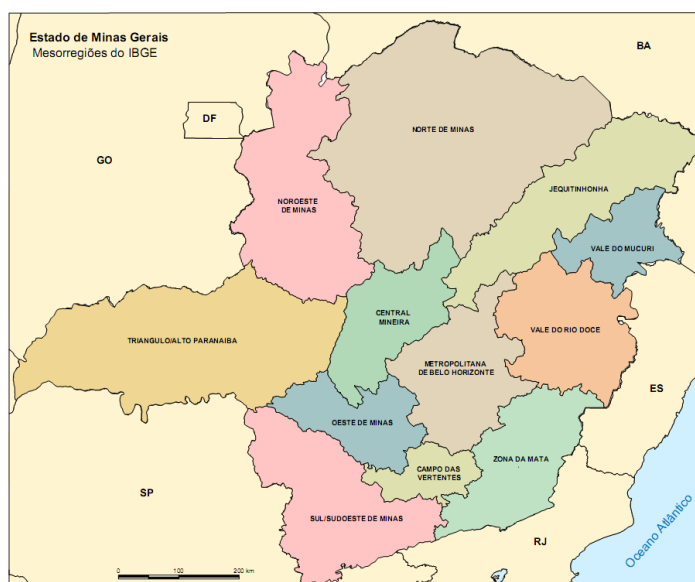 Estado de Minas Gerais
Mesorregiões do IBGE
BA
DF
NORTE DE MINAS
GO
JEQUITINHONHA
NOROESTE
DE MINAS
VALE DO MUCURI
CENTRAL
MINEIRA
TRIANGULO/ALTO PARANAIBA
VALE DO RIO DOCE
METROPOLITANA
DE BELO HORIZONTE
ES
OESTE DE MINAS
ZONA DA MATA
CAMPO DAS
VERTENTES
SP
SUL/SUDOESTE DE MINAS
RJ
Oceano Atlântico
0 100 200 km